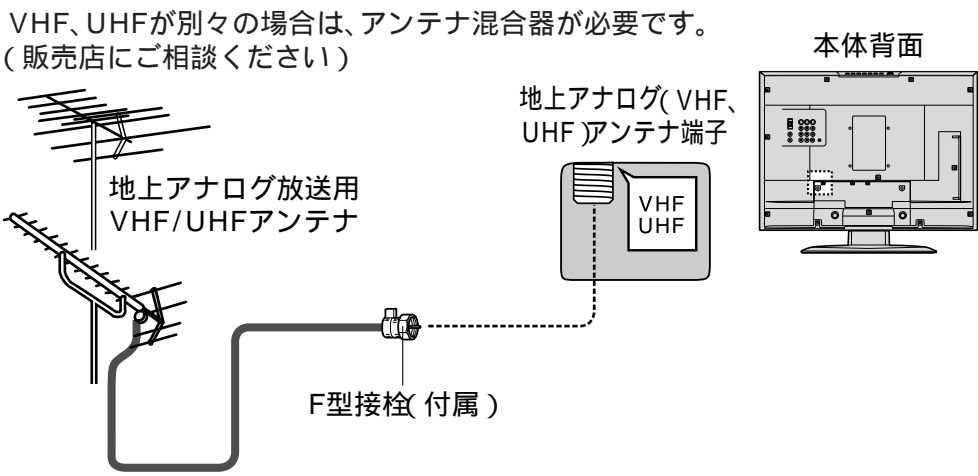 VHF、UHFが別々の場合は、アンテナ混合器が必要です。
(販売店にご相談ください)
本体背面
地上アナログ(VHF、
UHF)アンテナ端子
地上アナログ放送用
VHF/UHFアンテナ
VHF
UHF
F型接栓(付属)